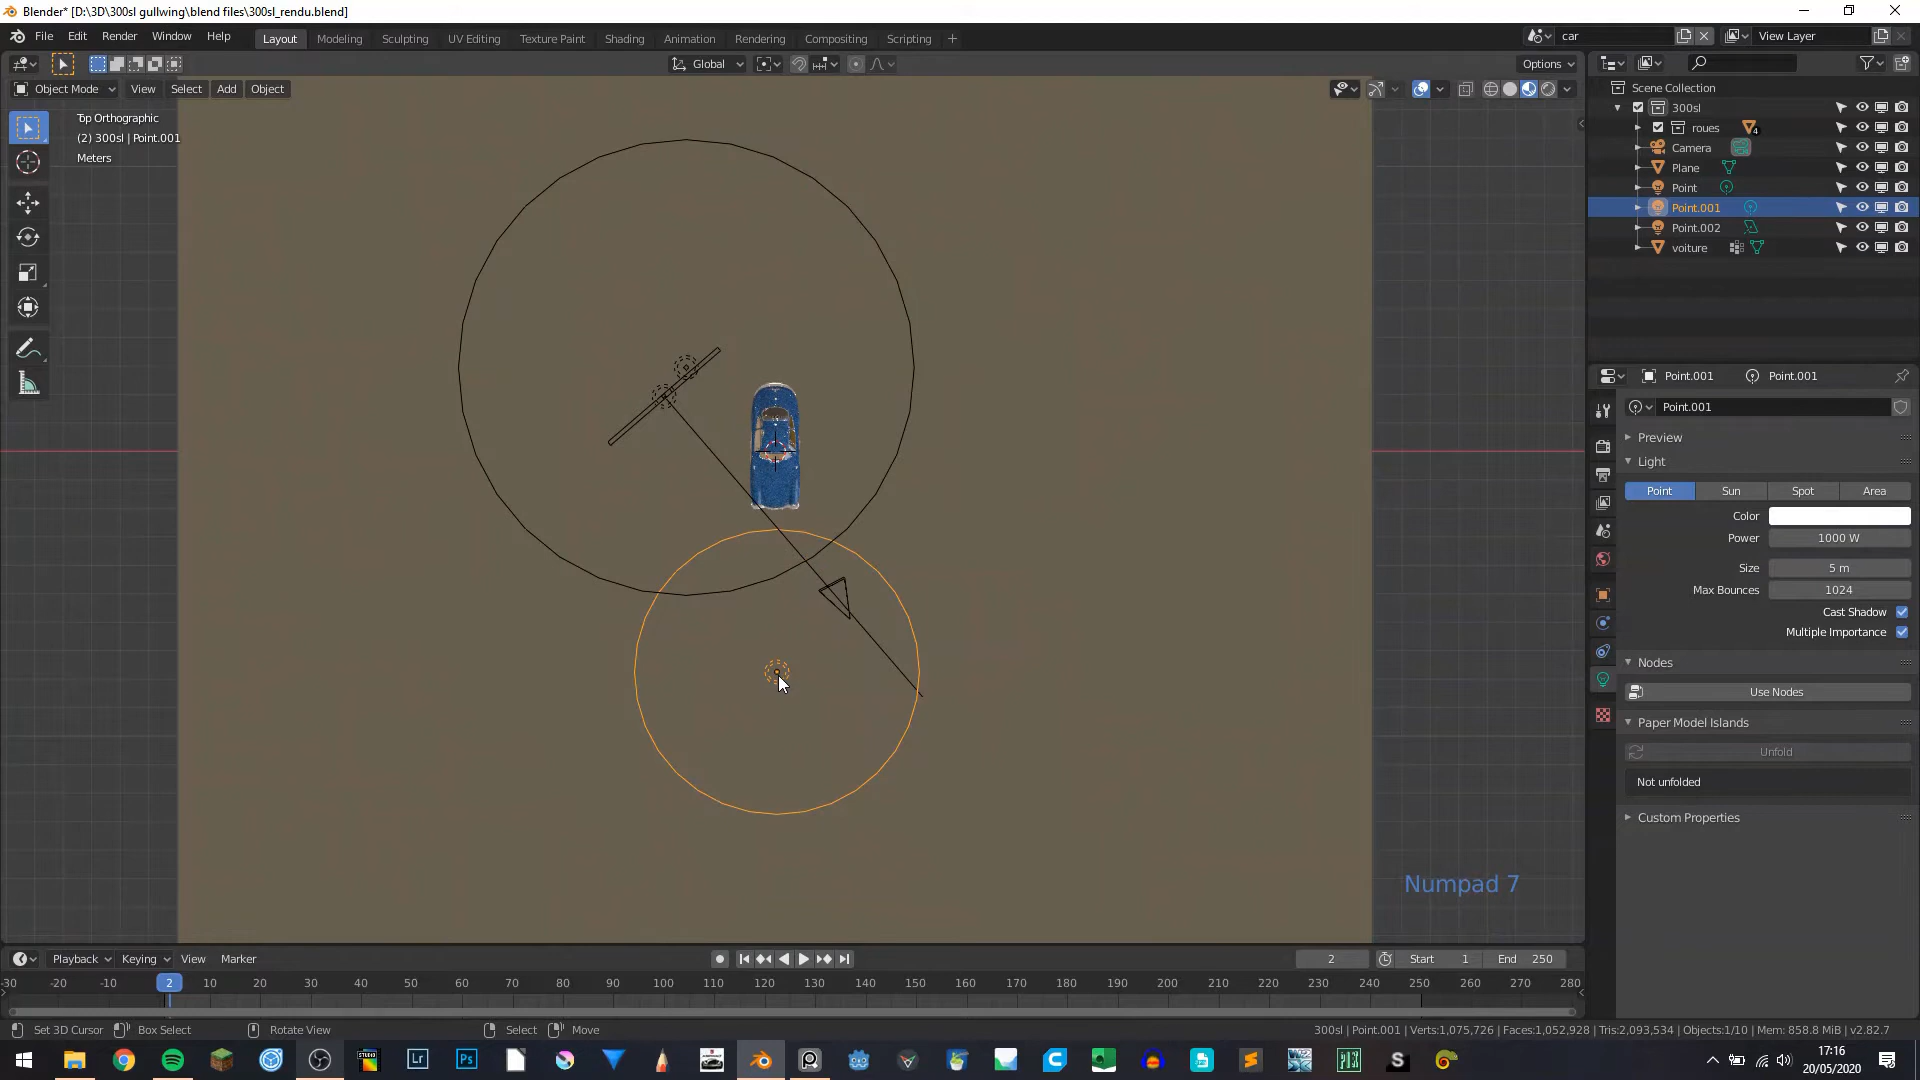 Blender* [D:\3D\300sl gullwing\blend files\300sl_rendu.blend]
File Edit Render Window Help Layout Modeling Sculpting UV Editing Texture Paint Shading Animation Rendering Compositing Scripting + car View Layer
Global Options
Object Mode View Select Add Object
Top Orthographic
(2) 300sl | Point.001
Meters
Scene Collection
300sl
roues 4
Camera
Plane
Point
Point.001
Point.002
voiture
Point.001 Point.001
Point.001
Preview
Light
Point Sun Spot Area
Color
Power 1000 W
Size 5 m
Max Bounces 1024
Cast Shadow
Multiple Importance
Nodes
Use Nodes
Paper Model Islands
Unfold
Not unfolded
Custom Properties
Numpad 7
Playback Keying View Marker 2 Start 1 End 250
-30 -20 -10 2 10 20 30 40 50 60 70 80 90 100 110 120 130 140 150 160 170 180 190 200 210 220 230 240 250 260 270 280
Set 3D Cursor Box Select Rotate View Select Move 300sl | Point.001 | Verts:1,075,726 | Faces:1,052,928 | Tris:2,093,534 | Objects:1/10 | Mem: 858.8 MiB | v2.82.7
STUDIO Lr Ps S 17:16
20/05/2020